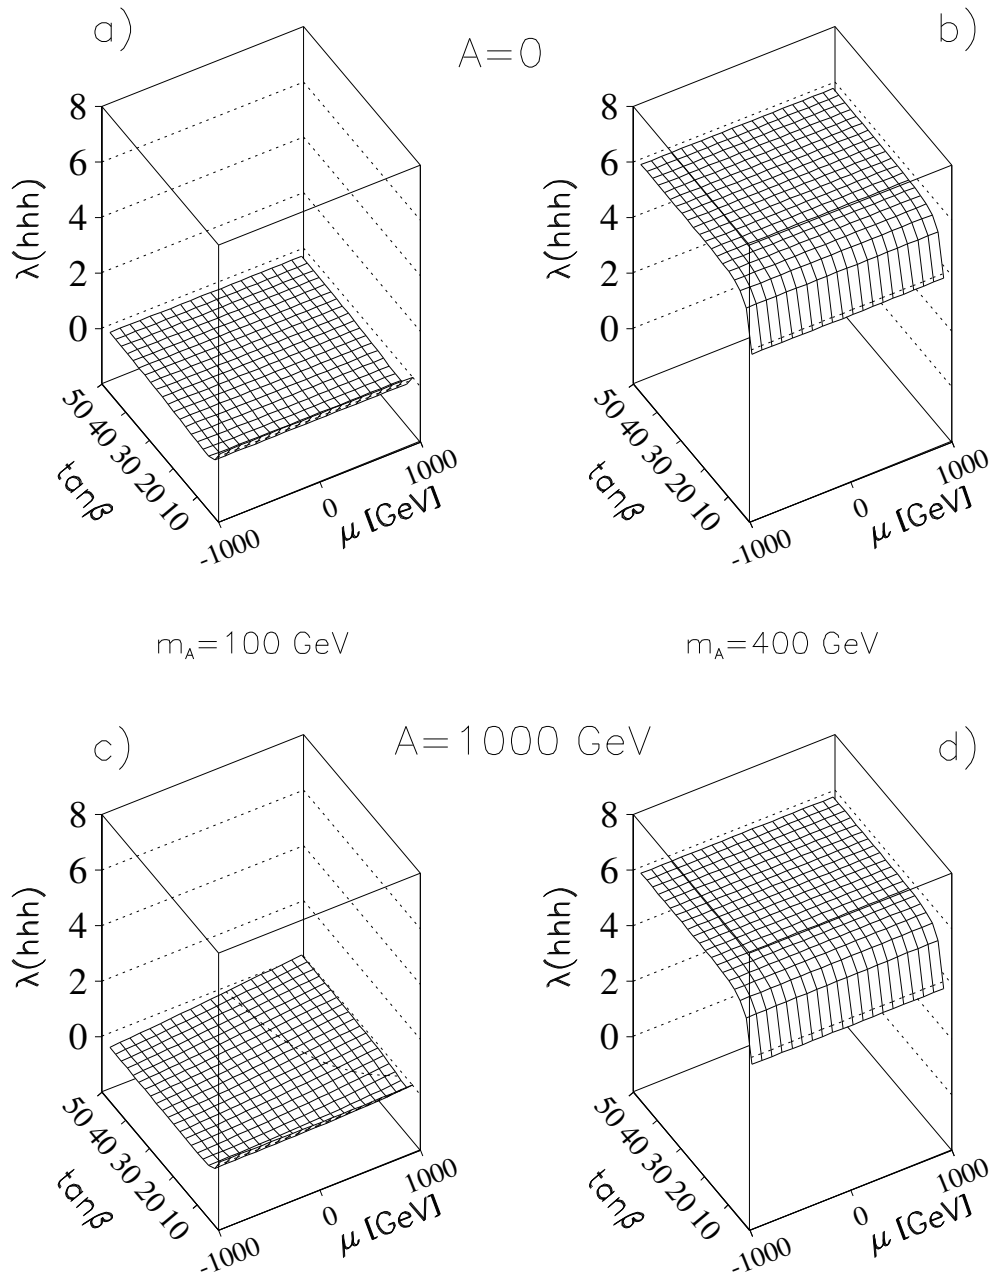 a)
A=0
b)
8
6
4
2
0
λ(hhh)
50 40 30 20 10
tanβ
-1000 0 1000
μ [GeV]
8
6
4
2
0
λ(hhh)
50 40 30 20 10
tanβ
-1000 0 1000
μ [GeV]
m_A=100 GeV
m_A=400 GeV
c)
A=1000 GeV
d)
8
6
4
2
0
λ(hhh)
50 40 30 20 10
tanβ
-1000 0 1000
μ [GeV]
8
6
4
2
0
λ(hhh)
50 40 30 20 10
tanβ
-1000 0 1000
μ [GeV]